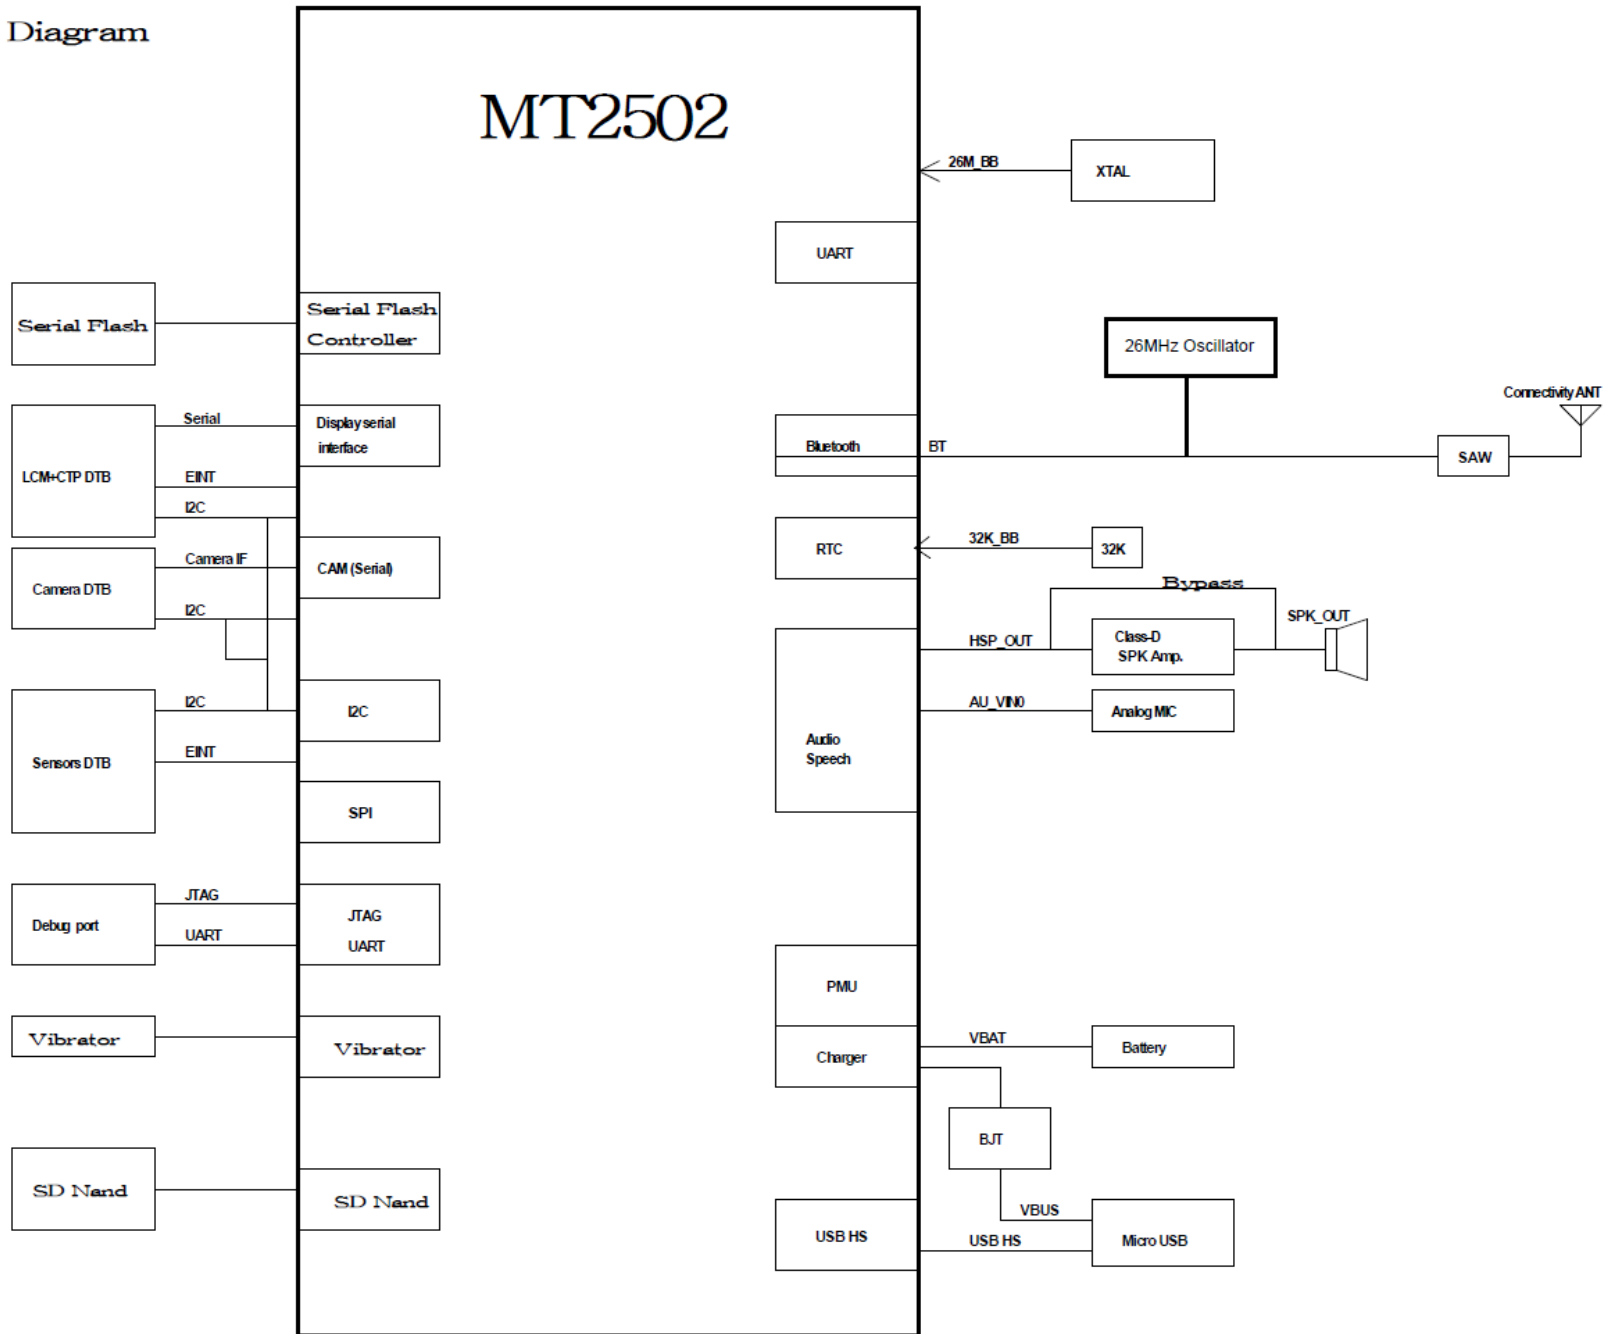 Diagram
MT2502
26M_BB
XTAL
UART
Serial Flash
Serial Flash
Controller
26MHz Oscillator
Connectivity ANT
Serial
Display serial
interface
LCM+CTP DTB
EINT
I2C
Bluetooth
BT
SAW
Camera IF
Camera DTB
I2C
CAM (Serial)
RTC
32K_BB
32K
Bypass
HSP_OUT
Class-D
SPK Amp.
SPK_OUT
I2C
Sensors DTB
EINT
I2C
AU_VIN0
Analog MIC
Audio
Speech
SPI
JTAG
Debug port
UART
JTAG
UART
PMU
Vibrator
Vibrator
Charger
VBAT
Battery
BJT
SD Nand
SD Nand
VBUS
USB HS
USB HS
Micro USB